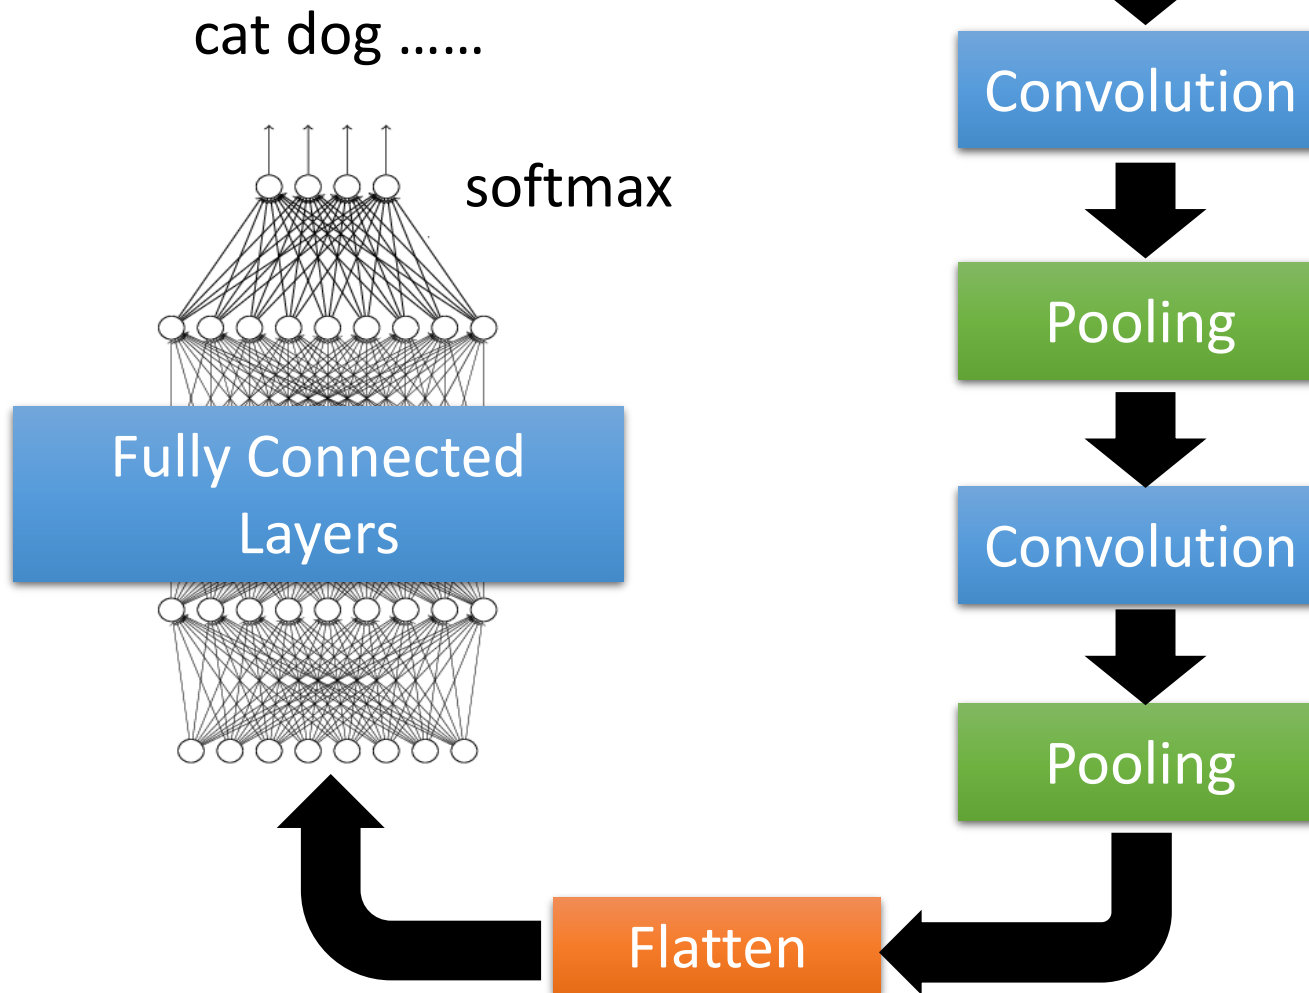 cat dog ……
softmax
Fully Connected
Layers
Convolution
Pooling
Convolution
Pooling
Flatten